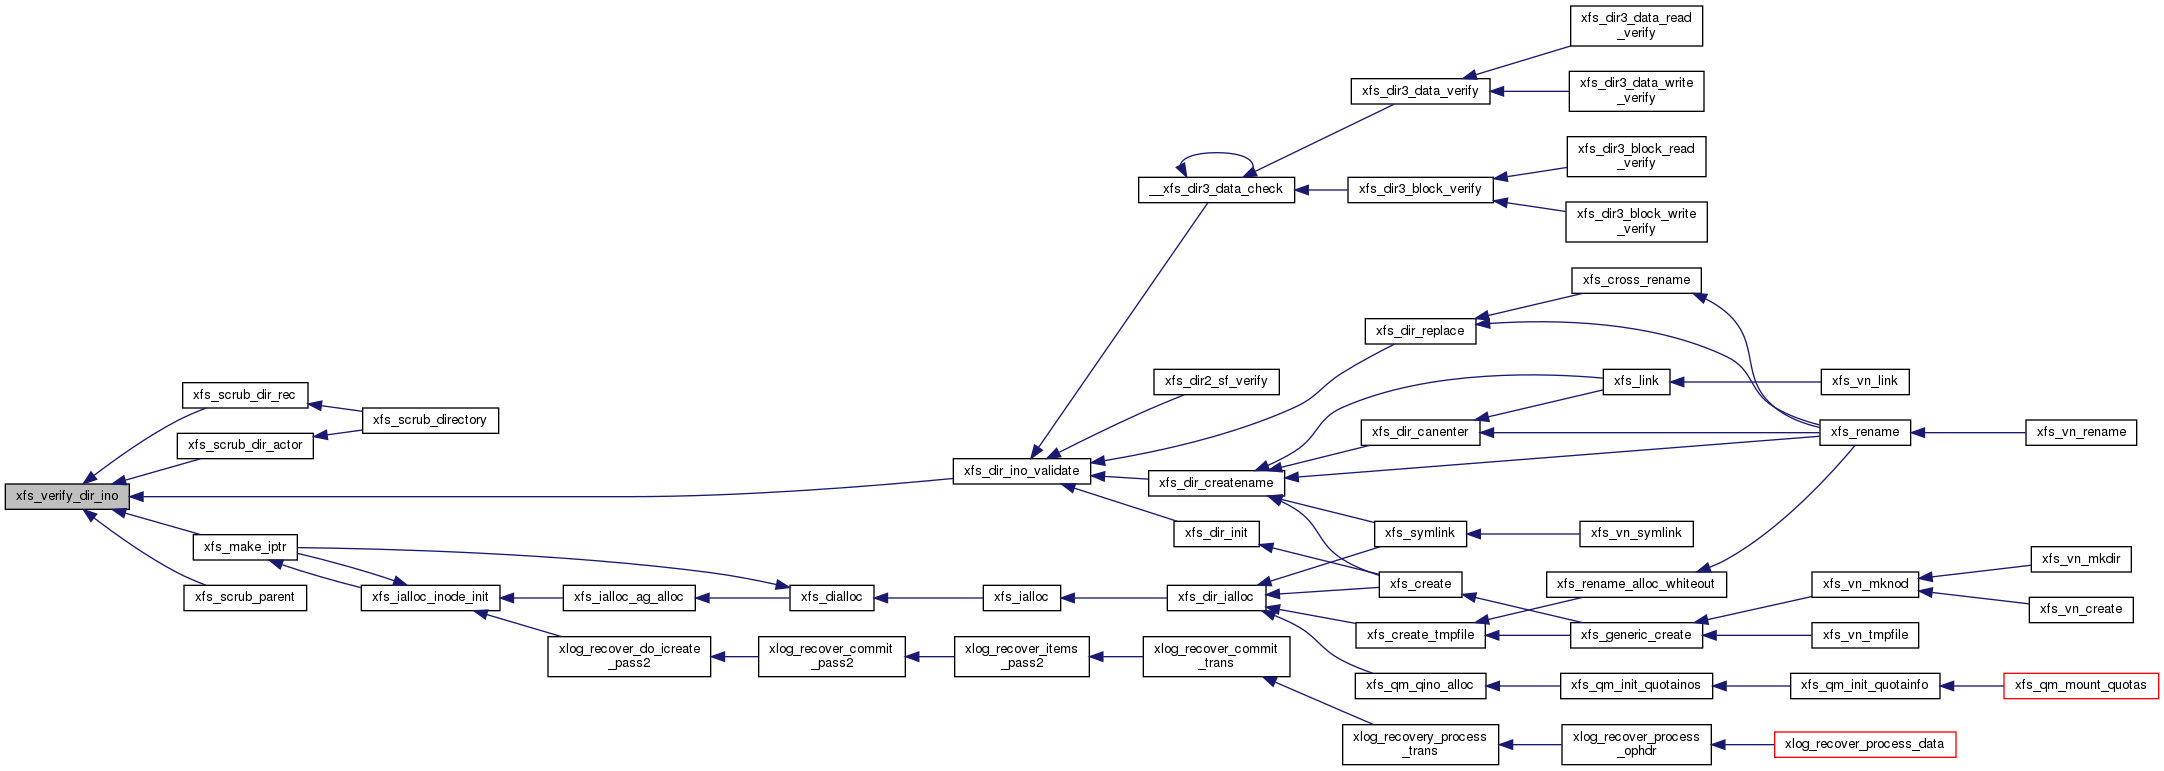 xfs_dir3_data_read
_verify
xfs_dir3_data_verify
xfs_dir3_data_write
_verify
xfs_dir3_block_read
_verify
__xfs_dir3_data_check
xfs_dir3_block_verify
xfs_dir3_block_write
_verify
xfs_cross_rename
xfs_dir_replace
xfs_dir2_sf_verify
xfs_link
xfs_vn_link
xfs_scrub_dir_rec
xfs_scrub_directory
xfs_scrub_dir_actor
xfs_dir_canenter
xfs_rename
xfs_vn_rename
xfs_dir_ino_validate
xfs_dir_createname
xfs_verify_dir_ino
xfs_dir_init
xfs_symlink
xfs_vn_symlink
xfs_make_iptr
xfs_vn_mkdir
xfs_scrub_parent
xfs_ialloc_inode_init
xfs_ialloc_ag_alloc
xfs_dialloc
xfs_ialloc
xfs_dir_ialloc
xfs_create
xfs_rename_alloc_whiteout
xfs_vn_mknod
xfs_vn_create
xfs_create_tmpfile
xfs_generic_create
xfs_vn_tmpfile
xlog_recover_do_icreate
_pass2
xlog_recover_commit
_pass2
xlog_recover_items
_pass2
xlog_recover_commit
_trans
xfs_qm_qino_alloc
xfs_qm_init_quotainos
xfs_qm_init_quotainfo
xfs_qm_mount_quotas
xlog_recovery_process
_trans
xlog_recover_process
_ophdr
xlog_recover_process_data